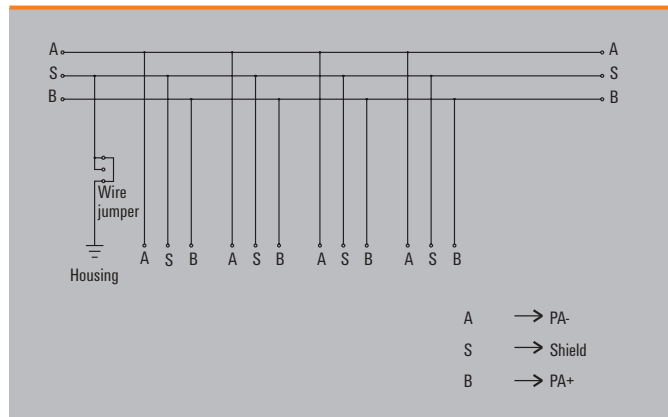 A A
S S
B B
Wire
jumper
Housing
A S B A S B A S B A S B
A → PA-
S → Shield
B → PA+